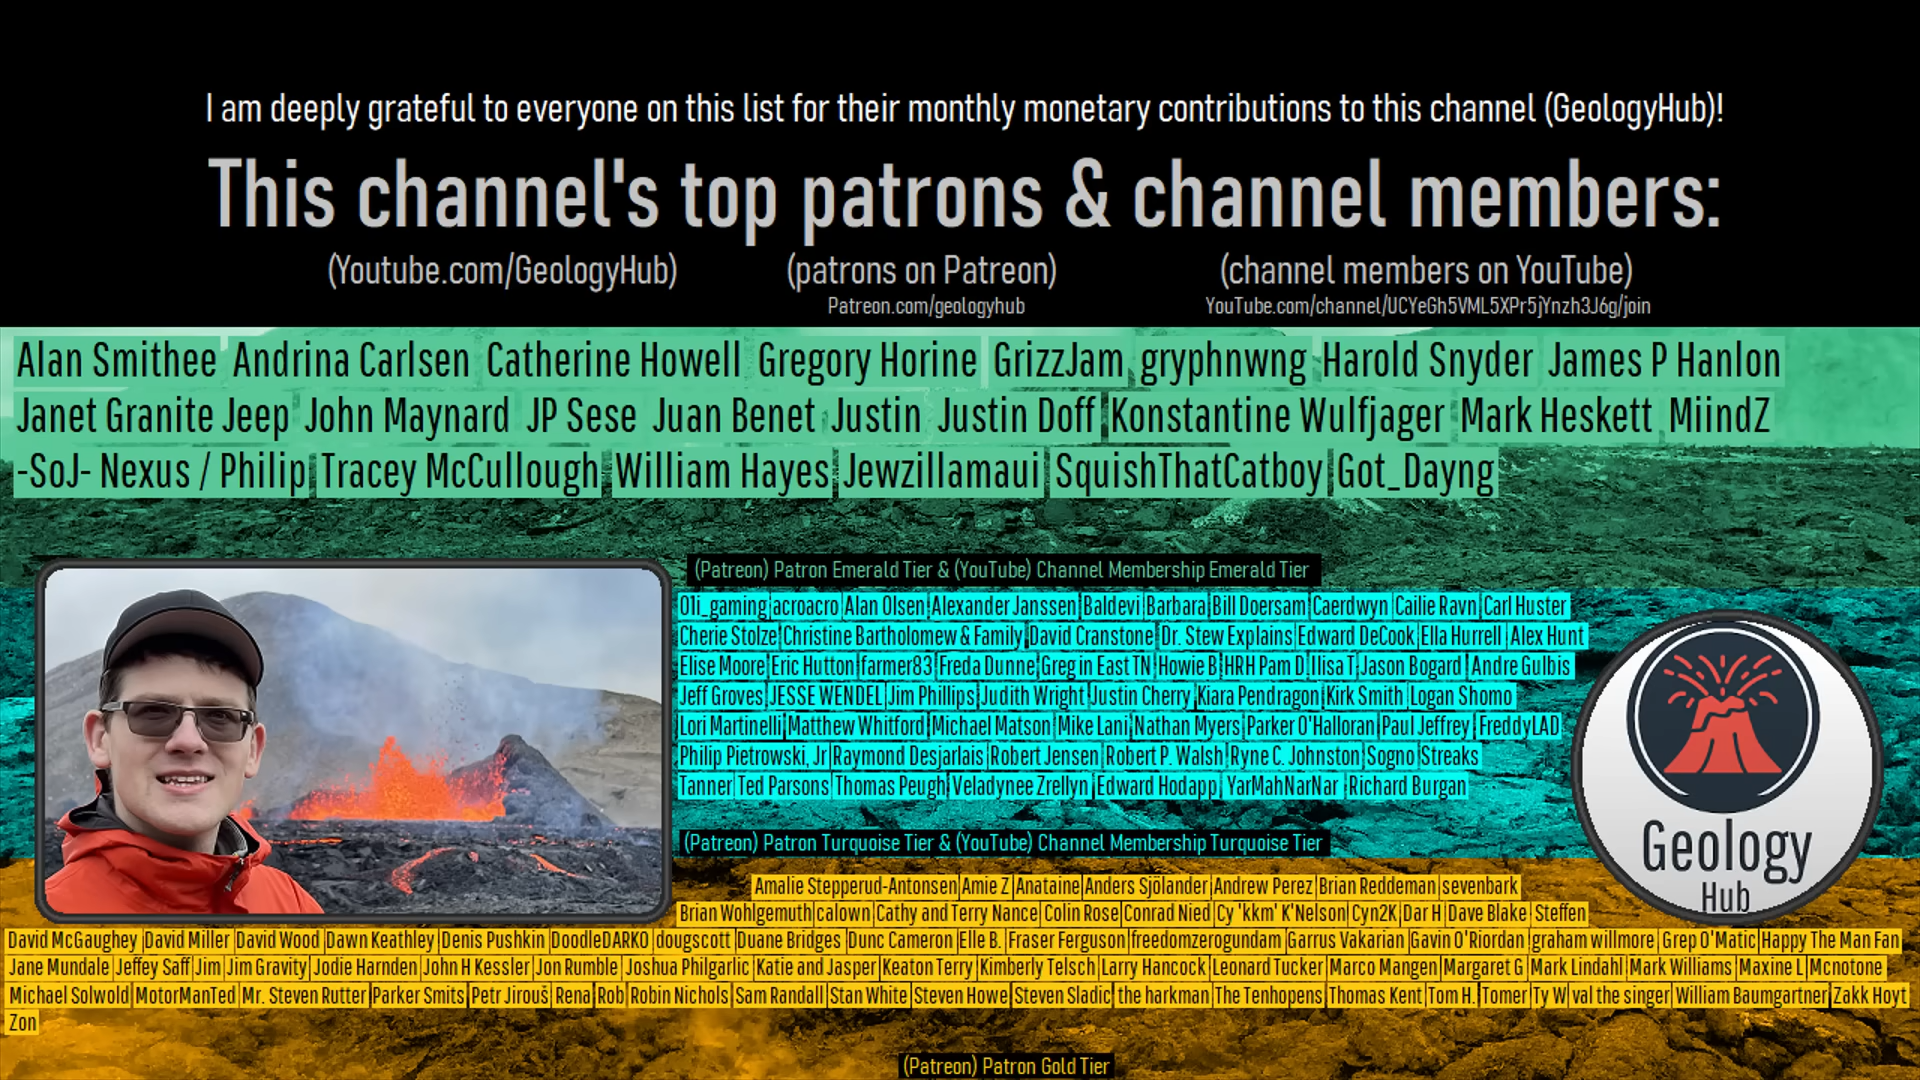 I am deeply grateful to everyone on this list for their monthly monetary contributions to this channel (GeologyHub)!
This channel's top patrons & channel members:
(Youtube.com/GeologyHub) (patrons on Patreon) (channel members on YouTube)
Patreon.com/geologyhub YouTube.com/channel/UCYeGh5VML5XPr5jYnzh3J6g/join
Alan Smithee Andrina Carlsen Catherine Howell Gregory Horine GrizzJam gryphnwng Harold Snyder James P Hanlon
Janet Granite Jeep John Maynard JP Sese Juan Benet Justin Justin Doff Konstantine Wulfjager Mark Heskett MiindZ
-SoJ- Nexus / Philip Tracey McCullough William Hayes Jewzillamaui SquishThatCatboy Got_Dayng
(Patreon) Patron Emerald Tier & (YouTube) Channel Membership Emerald Tier
01i_gaming acroacro Alan Olsen Alexander Janssen Baldevi Barbara Bill Doersam Caerdwyn Cailie Ravn Carl Huster
Cherie Stolze Christine Bartholomew & Family David Cranstone Dr. Stew Explains Edward DeCook Ella Hurrell Alex Hunt
Elise Moore Eric Hutton farmer83 Freda Dunne Greg in East TN Howie B HRH Pam D Ilisa T Jason Bogard Andre Gulbis
Jeff Groves JESSE WENDEL Jim Phillips Judith Wright Justin Cherry Kiara Pendragon Kirk Smith Logan Shomo
Lori Martinelli Matthew Whitford Michael Matson Mike Lani Nathan Myers Parker O'Halloran Paul Jeffrey FreddyLAD
Philip Pietrowski, Jr Raymond Desjarlais Robert Jensen Robert P. Walsh Ryne C. Johnston Sogno Streaks
Tanner Ted Parsons Thomas Peugh Veladynee Zrellyn Edward Hodapp YarMahNarNar Richard Burgan
(Patreon) Patron Turquoise Tier & (YouTube) Channel Membership Turquoise Tier
Geology
Hub
Amalie Stepperud-Antonsen Amie Z Anataine Anders Sjölander Andrew Perez Brian Reddeman sevenbark
Brian Wohlgemuth calown Cathy and Terry Nance Colin Rose Conrad Nied Cy 'kkm' K'Nelson Cyn2K Dar H Dave Blake Steffen
David McGaughey David Miller David Wood Dawn Keathley Denis Pushkin DoodleDARKO dougscott Duane Bridges Dunc Cameron Elle B. Fraser Ferguson freedomzerogundam Garrus Vakarian Gavin O'Riordan graham willmore Grep O'Matic Happy The Man Fan
Jane Mundale Jeffey Saff Jim Jim Gravity Jodie Harnden John H Kessler Jon Rumble Joshua Philgarlic Katie and Jasper Keaton Terry Kimberly Telsch Larry Hancock Leonard Tucker Marco Mangen Margaret G Mark Lindahl Mark Williams Maxine L Mcnotone
Michael Solwold MotorManTed Mr. Steven Rutter Parker Smits Petr Jirouš Rena Rob Robin Nichols Sam Randall Stan White Steven Howe Steven Sladic the harkman The Tenhopens Thomas Kent Tom H. Tomer Ty W val the singer William Baumgartner Zakk Hoyt
Zon
(Patreon) Patron Gold Tier